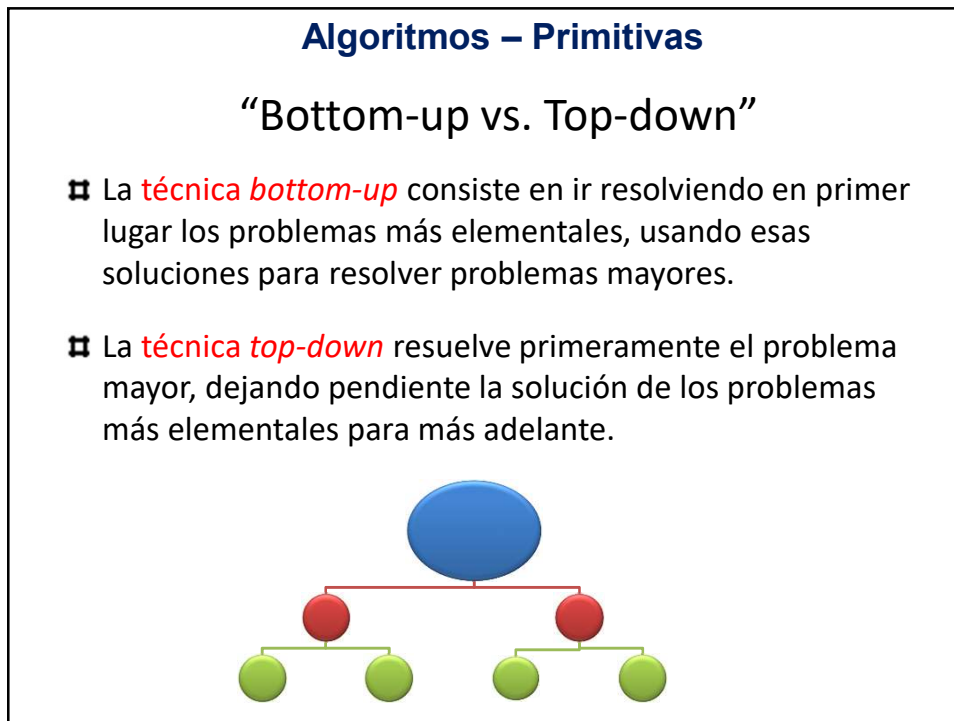 Algoritmos – Primitivas
“Bottom-up vs. Top-down”
La técnica bottom-up consiste en ir resolviendo en primer
lugar los problemas más elementales, usando esas
soluciones para resolver problemas mayores.
La técnica top-down resuelve primeramente el problema
mayor, dejando pendiente la solución de los problemas
más elementales para más adelante.